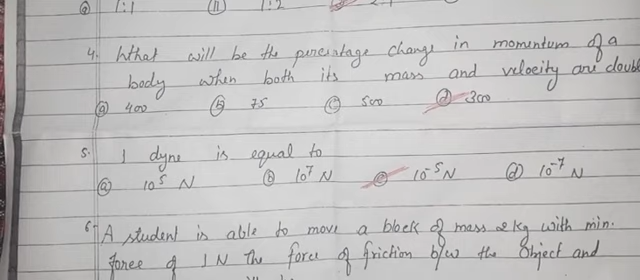 (a) 1:1 (ii) 1:2
4. What will be the percentage change in momentum of a
body when both its mass and velocity are double
(a) 400 (b) 75 (c) 500 (d) 300
5. 1 dyne is equal to
(a) 10⁵ N (b) 10⁷ N (c) 10⁻⁵ N (d) 10⁻⁷ N
6. A student is able to move a block of mass 2 kg with min.
force of 1 N the force of friction b/w the object and